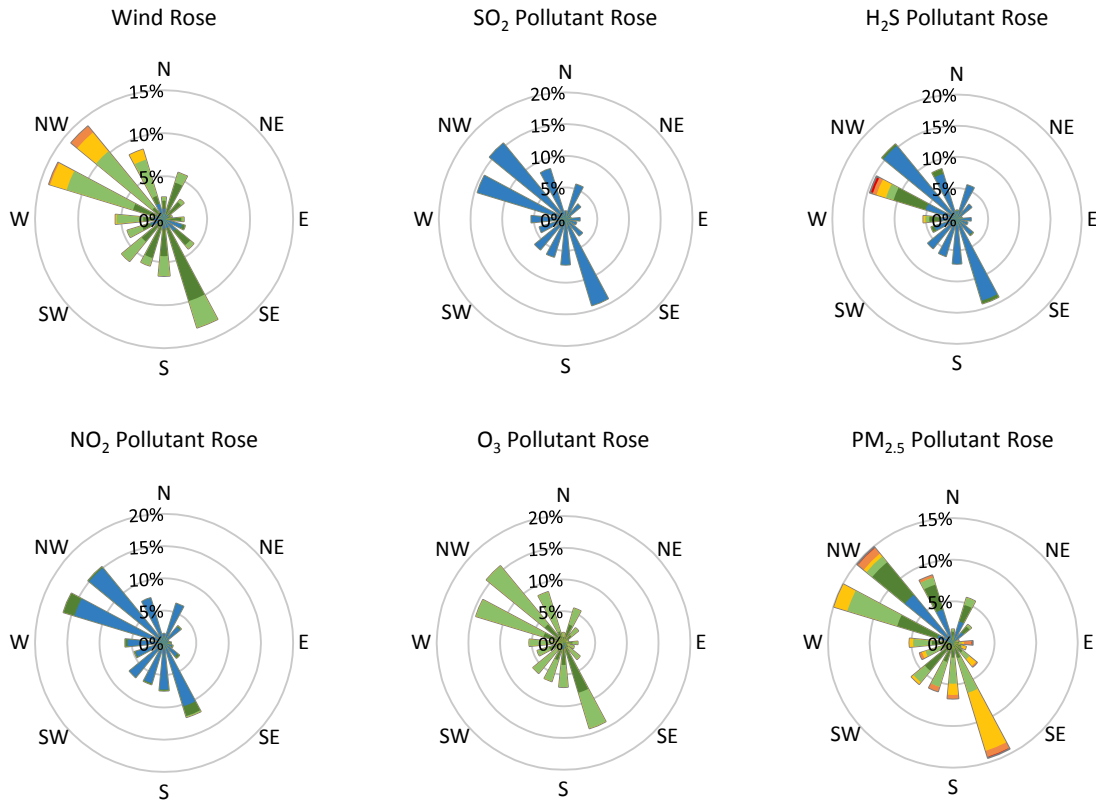 Wind Rose
N
15%
NW
NE
10%
5%
W
0%
E
SW
SE
S
SO₂ Pollutant Rose
N
20%
NW
15%
NE
10%
5%
W
0%
E
SW
SE
S
H₂S Pollutant Rose
N
20%
NW
15%
NE
10%
5%
W
0%
E
SW
SE
S
NO₂ Pollutant Rose
N
20%
NW
15%
NE
10%
5%
W
0%
E
SW
SE
S
O₃ Pollutant Rose
N
20%
NW
15%
NE
10%
5%
W
0%
E
SW
SE
S
PM₂.₅ Pollutant Rose
N
15%
NW
NE
10%
5%
W
0%
E
SW
SE
S